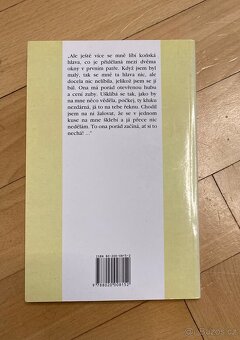 „Ale ještě více se mně líbí koňská
hlava, co je přidělaná mezi dvěma
okny v prvním patře. Když jsem byl
malý, tak se mně ta hlava nic, ale
docela nic nelíbila, jelikož jsem se jí
bál. Ona má pořád otevřenou hubu a
cení zuby. Ušklíbá se tak, jako by
na mne něco věděla, počkej, ty kluku
nezdárná, já to na tebe řeknu. Chodil
jsem na ni žalovat, že se v jednom
kuse na mne šklebí a já přece nic
nedělám. To ona pořád začíná, ať si to
nechá! ..."
ISBN 80-